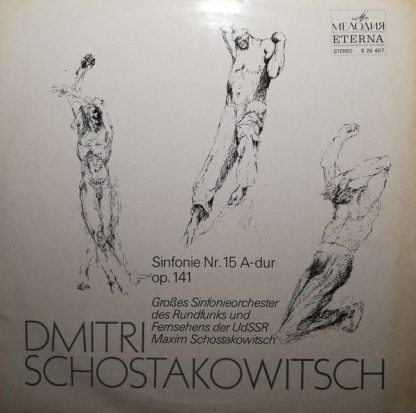 МЕЛОДИЯ
ETERNA
STEREO 8 26 457
Sinfonie Nr. 15 A-dur
op. 141
Großes Sinfonieorchester
des Rundfunks und
Fernsehens der UdSSR
Maxim Schostakowitsch
DMITRI
SCHOSTAKOWITSCH